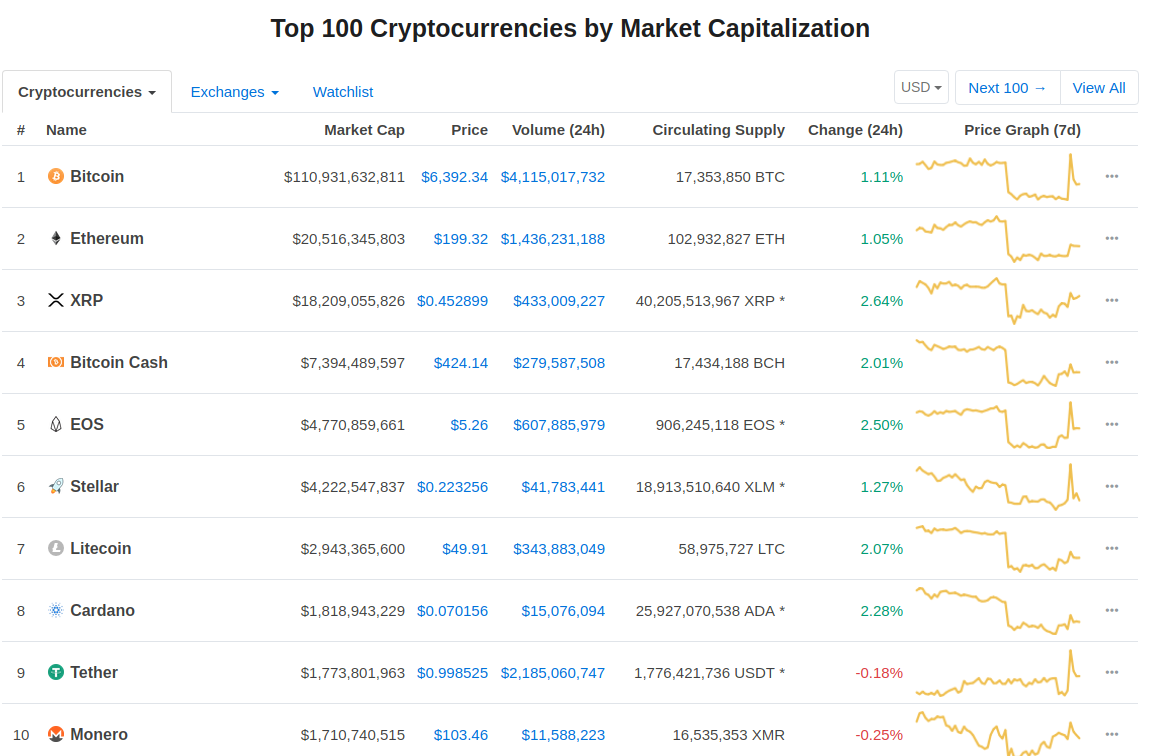 Top 100 Cryptocurrencies by Market Capitalization
Cryptocurrencies Exchanges Watchlist USD Next 100 → View All
# Name Market Cap Price Volume (24h) Circulating Supply Change (24h) Price Graph (7d)
1 Bitcoin $110,931,632,811 $6,392.34 $4,115,017,732 17,353,850 BTC 1.11%
2 Ethereum $20,516,345,803 $199.32 $1,436,231,188 102,932,827 ETH 1.05%
3 XRP $18,209,055,826 $0.452899 $433,009,227 40,205,513,967 XRP * 2.64%
4 Bitcoin Cash $7,394,489,597 $424.14 $279,587,508 17,434,188 BCH 2.01%
5 EOS $4,770,859,661 $5.26 $607,885,979 906,245,118 EOS * 2.50%
6 Stellar $4,222,547,837 $0.223256 $41,783,441 18,913,510,640 XLM * 1.27%
7 Litecoin $2,943,365,600 $49.91 $343,883,049 58,975,727 LTC 2.07%
8 Cardano $1,818,943,229 $0.070156 $15,076,094 25,927,070,538 ADA * 2.28%
9 Tether $1,773,801,963 $0.998525 $2,185,060,747 1,776,421,736 USDT * -0.18%
10 Monero $1,710,740,515 $103.46 $11,588,223 16,535,353 XMR -0.25%